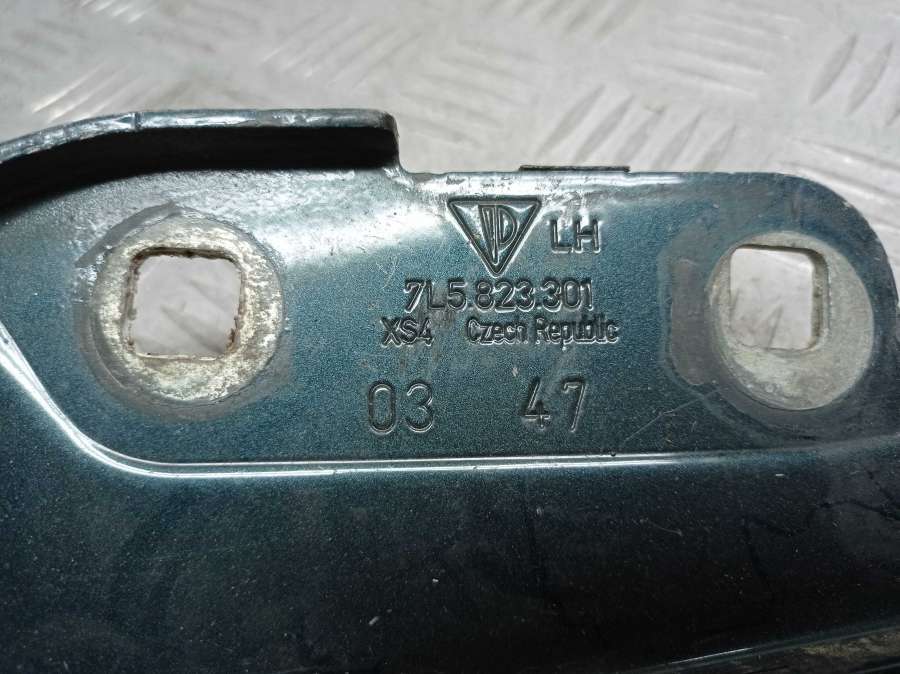 LH
7L5.823.301
XS4 Czech Republic
03 47